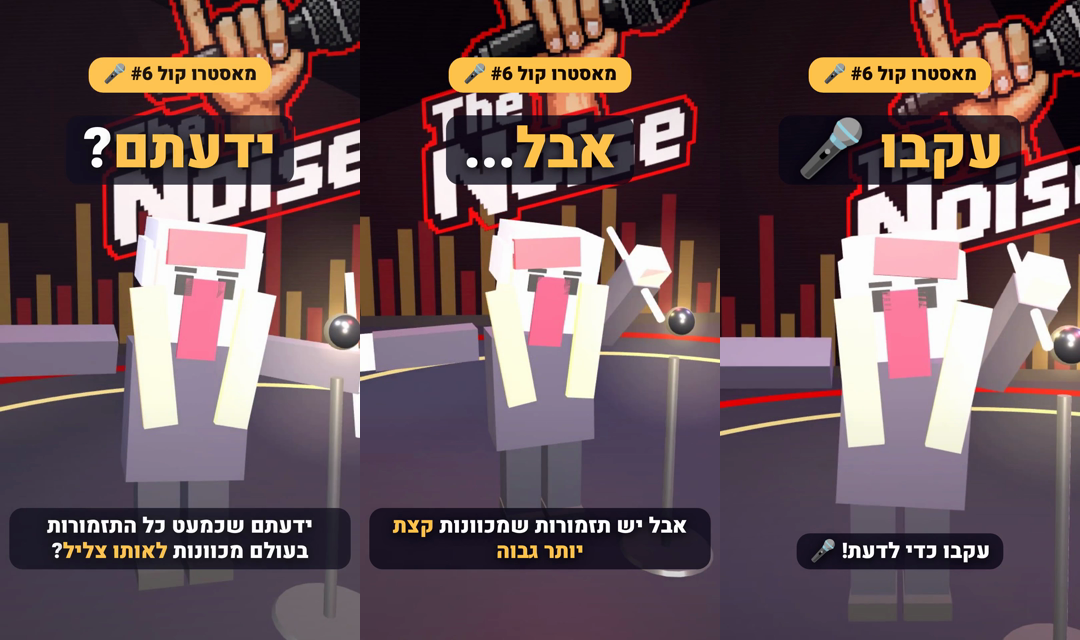 מאסטרו קול #6 🎤
ידעתם?
The
Noise
ידעתם שכמעט כל התזמורות
בעולם מכוונות לאותו צליל?
מאסטרו קול #6 🎤
The
אבל...
Noise
אבל יש תזמורות שמכוונות קצת
יותר גבוה
מאסטרו קול #6 🎤
עקבו 🎤
The
Noise
עקבו כדי לדעת! 🎤